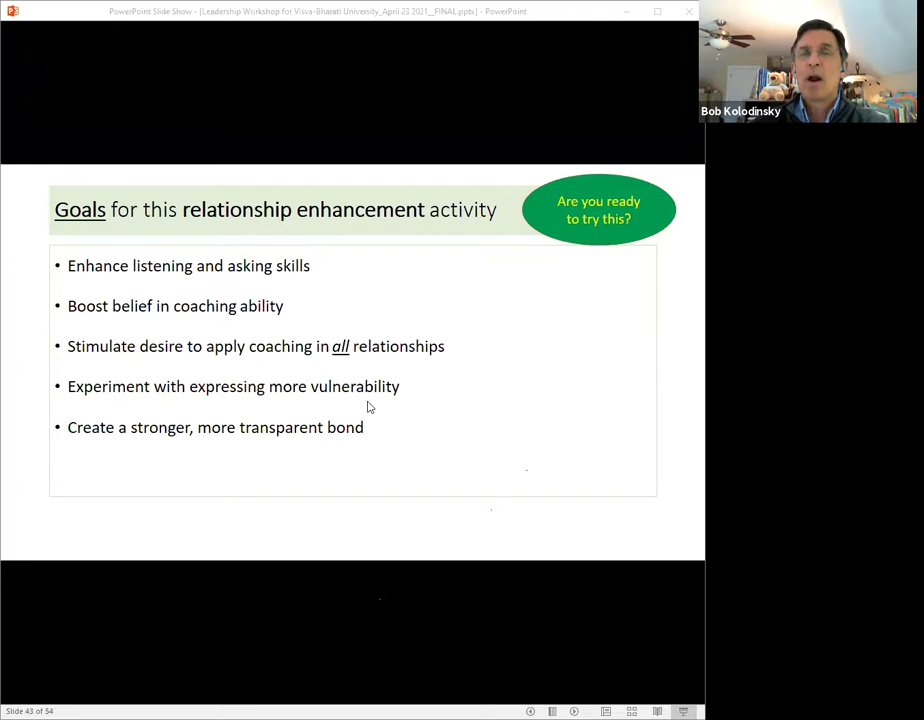 PowerPoint Slide Show - [Leadership Workshop for Visva-Bharati University_April 23 2021__FINAL.pptx] - PowerPoint
Bob Kolodinsky
Goals for this relationship enhancement activity
Are you ready
to try this?
• Enhance listening and asking skills
• Boost belief in coaching ability
• Stimulate desire to apply coaching in all relationships
• Experiment with expressing more vulnerability
• Create a stronger, more transparent bond
Slide 43 of 54